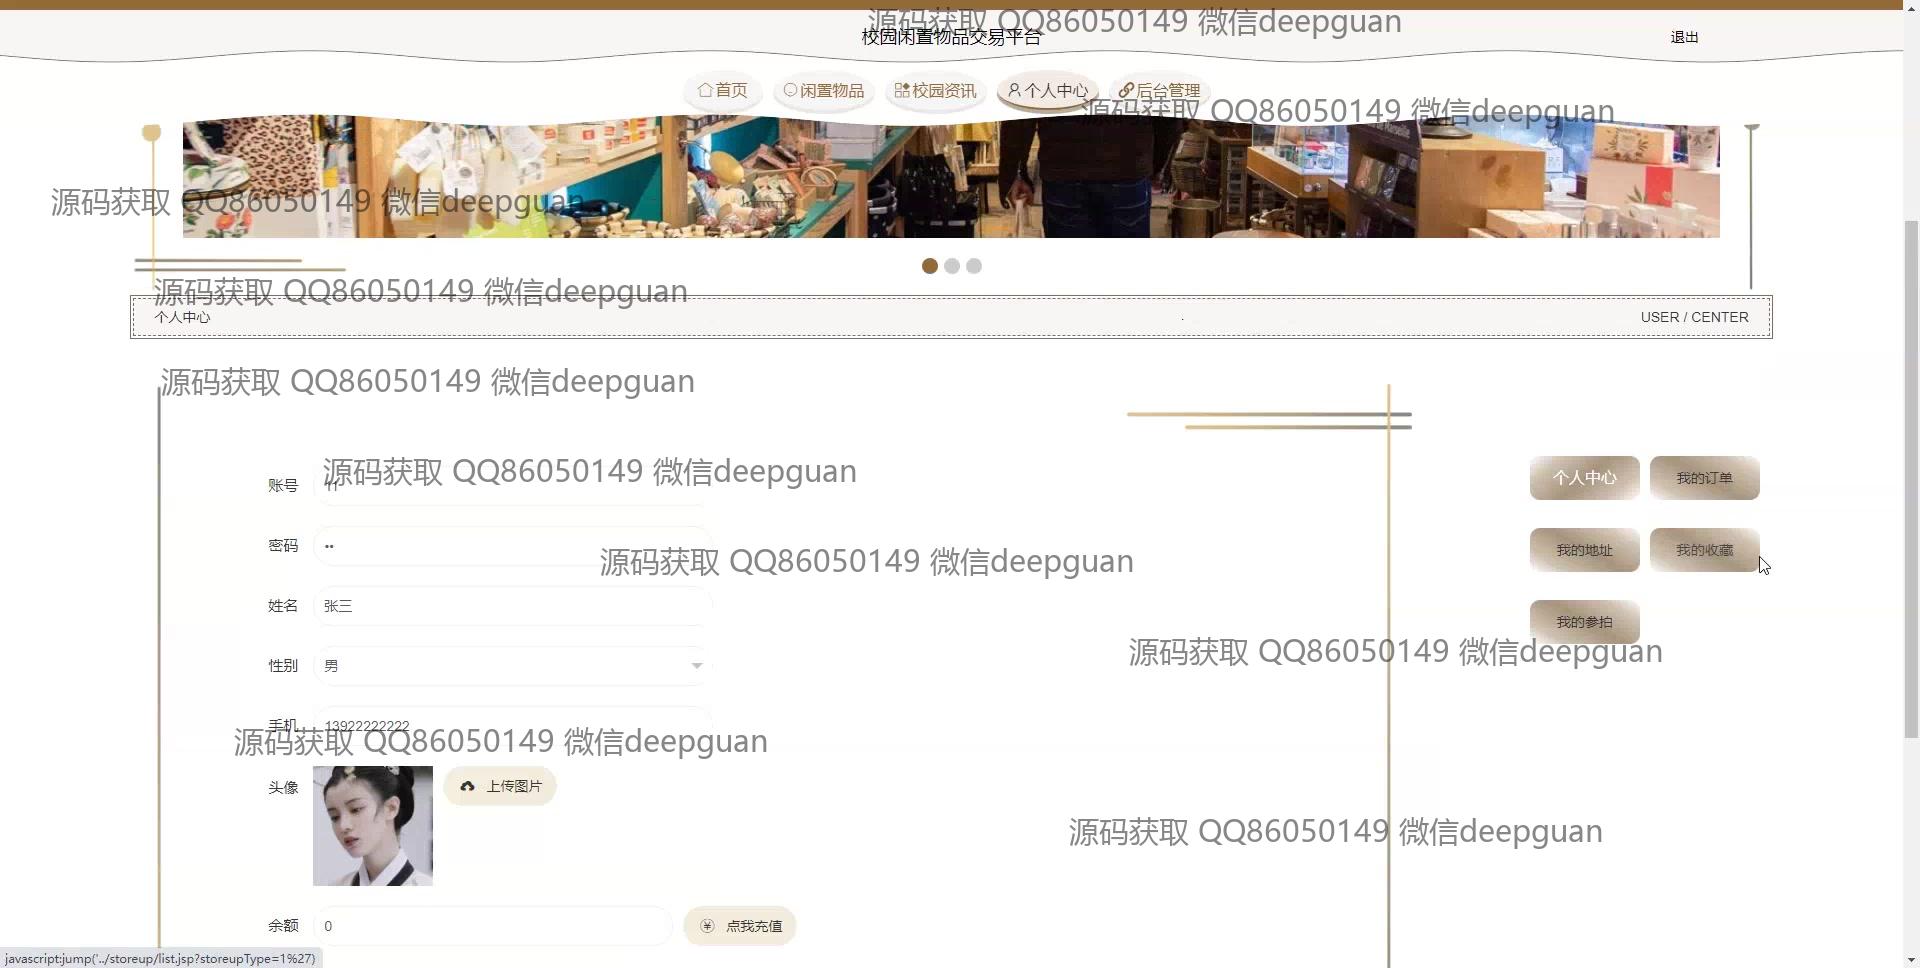 源码获取 QQ86050149 微信deepguan
校园闲置物品交易平台
退出
首页
闲置物品
校园资讯
个人中心
后台管理
源码获取 QQ86050149 微信deepguan
源码获取 QQ86050149 微信deepguan
源码获取 QQ86050149 微信deepguan
个人中心
USER / CENTER
源码获取 QQ86050149 微信deepguan
源码获取 QQ86050149 微信deepguan
账号 11
个人中心
我的订单
密码 ••
源码获取 QQ86050149 微信deepguan
我的地址
我的收藏
姓名 张三
我的参拍
源码获取 QQ86050149 微信deepguan
性别 男
手机 13922222222
源码获取 QQ86050149 微信deepguan
头像
上传图片
源码获取 QQ86050149 微信deepguan
余额 0
点我充值
javascript:jump('../storeup/list.jsp?storeupType=1%27)